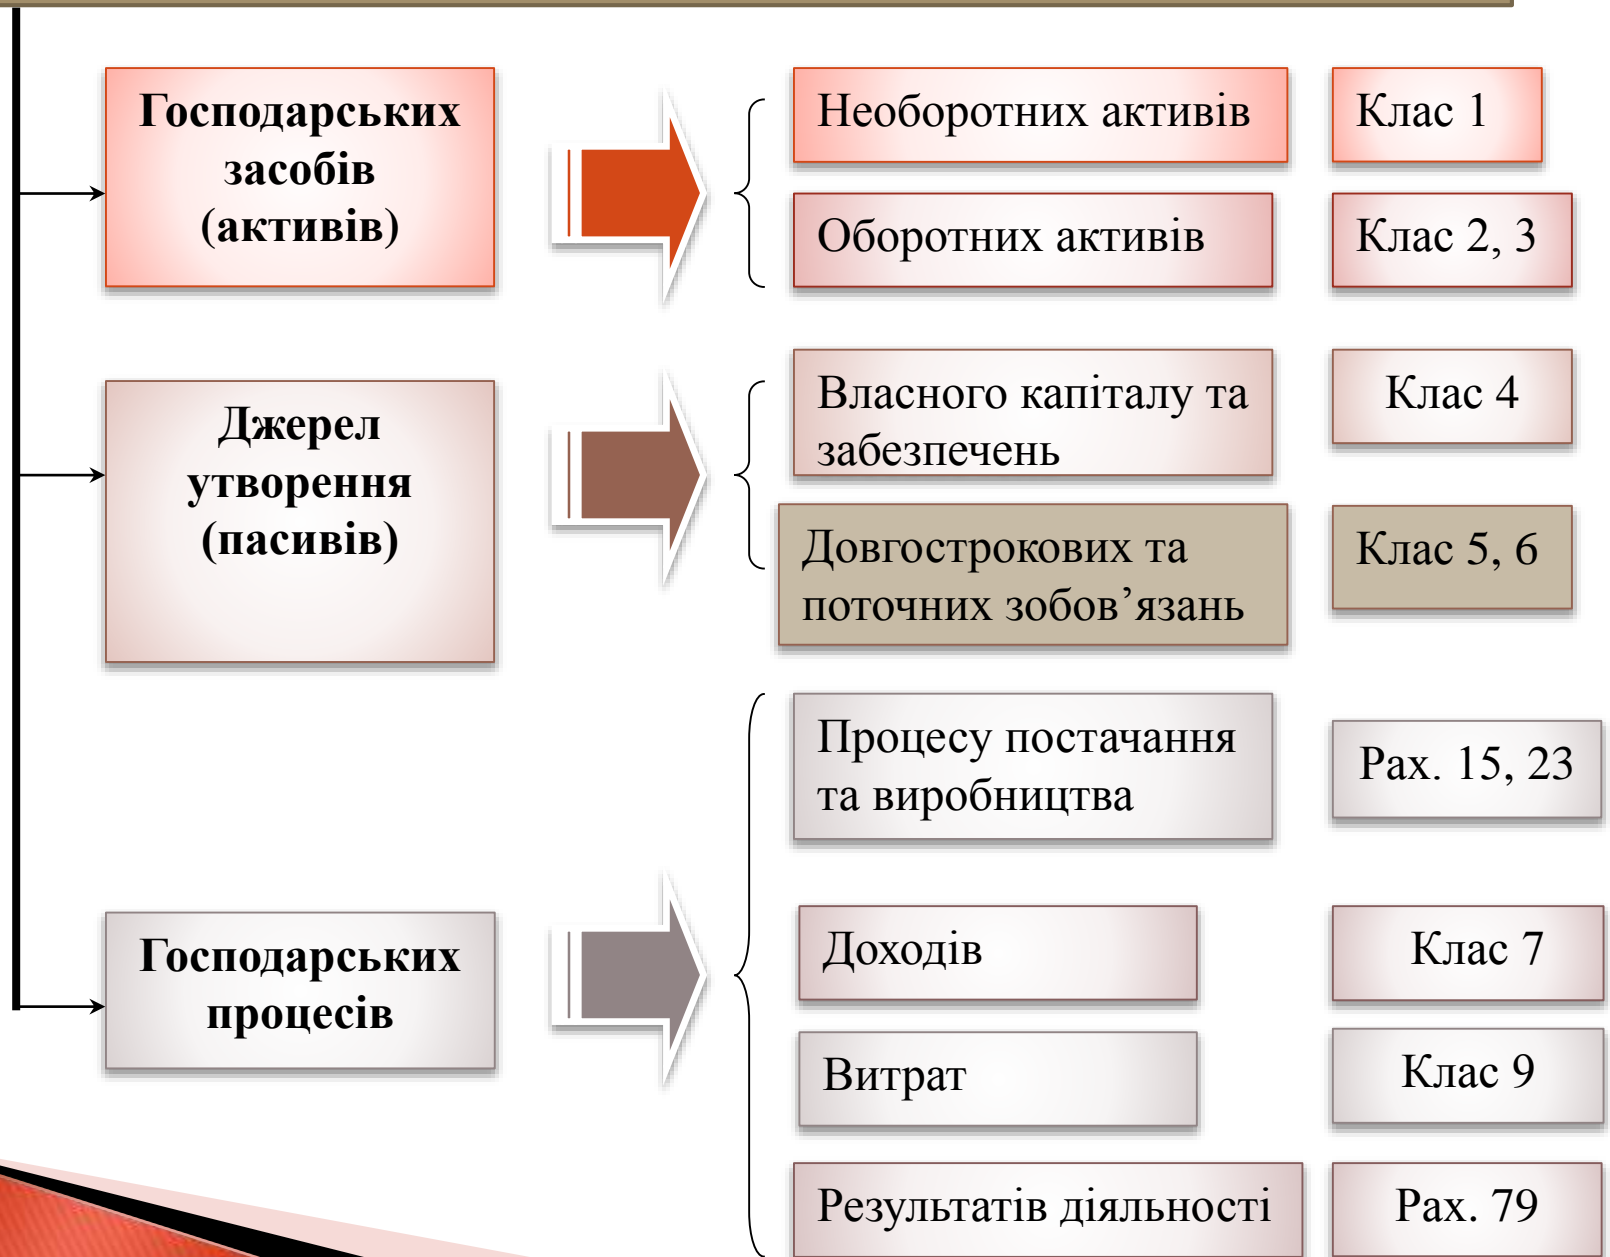 Господарських
засобів
(активів)
Необоротних активів
Клас 1
Оборотних активів
Клас 2, 3
Джерел
утворення
(пасивів)
Власного капіталу та
забезпечень
Клас 4
Довгострокових та
поточних зобов’язань
Клас 5, 6
Господарських
процесів
Процесу постачання
та виробництва
Рах. 15, 23
Доходів
Клас 7
Витрат
Клас 9
Результатів діяльності
Рах. 79